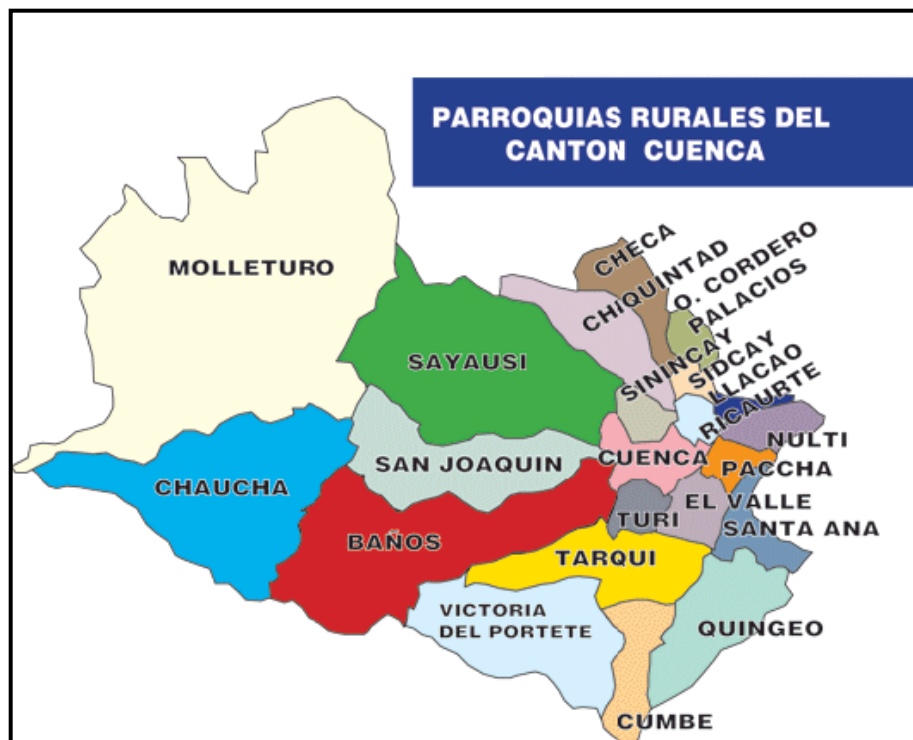 PARROQUIAS RURALES DEL
CANTON CUENCA
MOLLETURO
CHECA
CHIQUINTAD
O. CORDERO
PALACIOS
SAYAUSI
SININCAY
SIDCAY
LLACAO
RICAURTE
NULTI
SAN JOAQUIN
CUENCA
PACCHA
CHAUCHA
EL VALLE
TURI
SANTA ANA
BAÑOS
TARQUI
VICTORIA
DEL PORTETE
QUINGEO
CUMBE